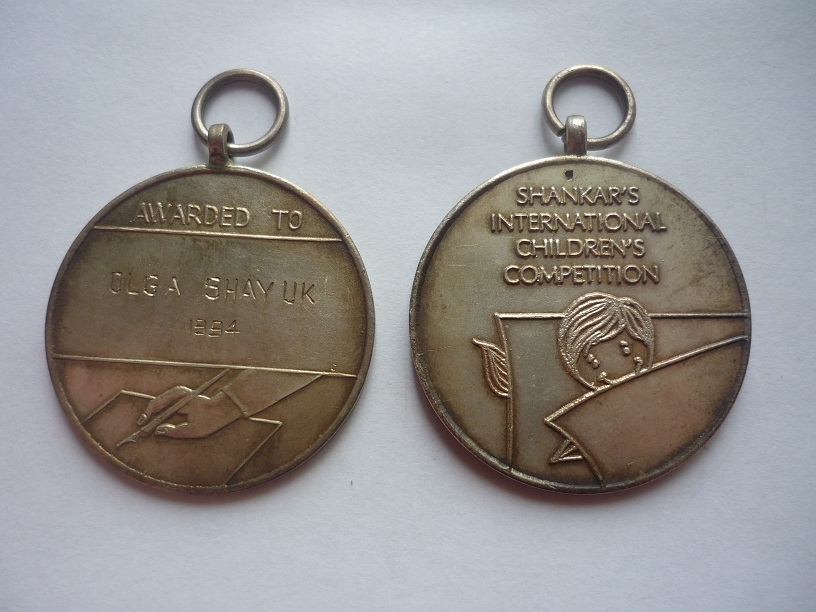 AWARDED TO
OLGA SHAYUK
1994
SHANKAR'S
INTERNATIONAL
CHILDREN'S
COMPETITION